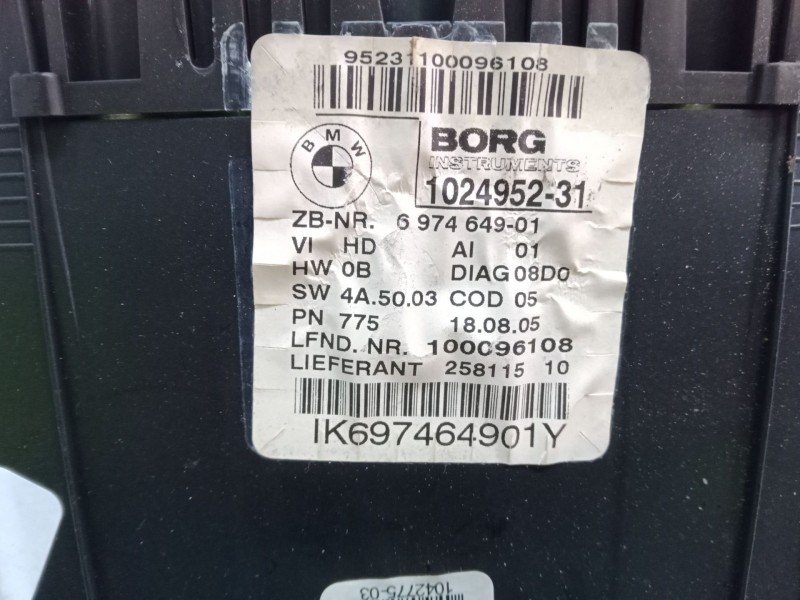 95231100096108
BMW
BORG
INSTRUMENTS
1024952-31
ZB-NR. 6 974 649-01
VI HD AI 01
HW 0B DIAG 08D0
SW 4A.50.03 COD 05
PN 775 18.08.05
LFND. NR. 100096108
LIEFERANT 258115 10
IK697464901Y
1042775-03